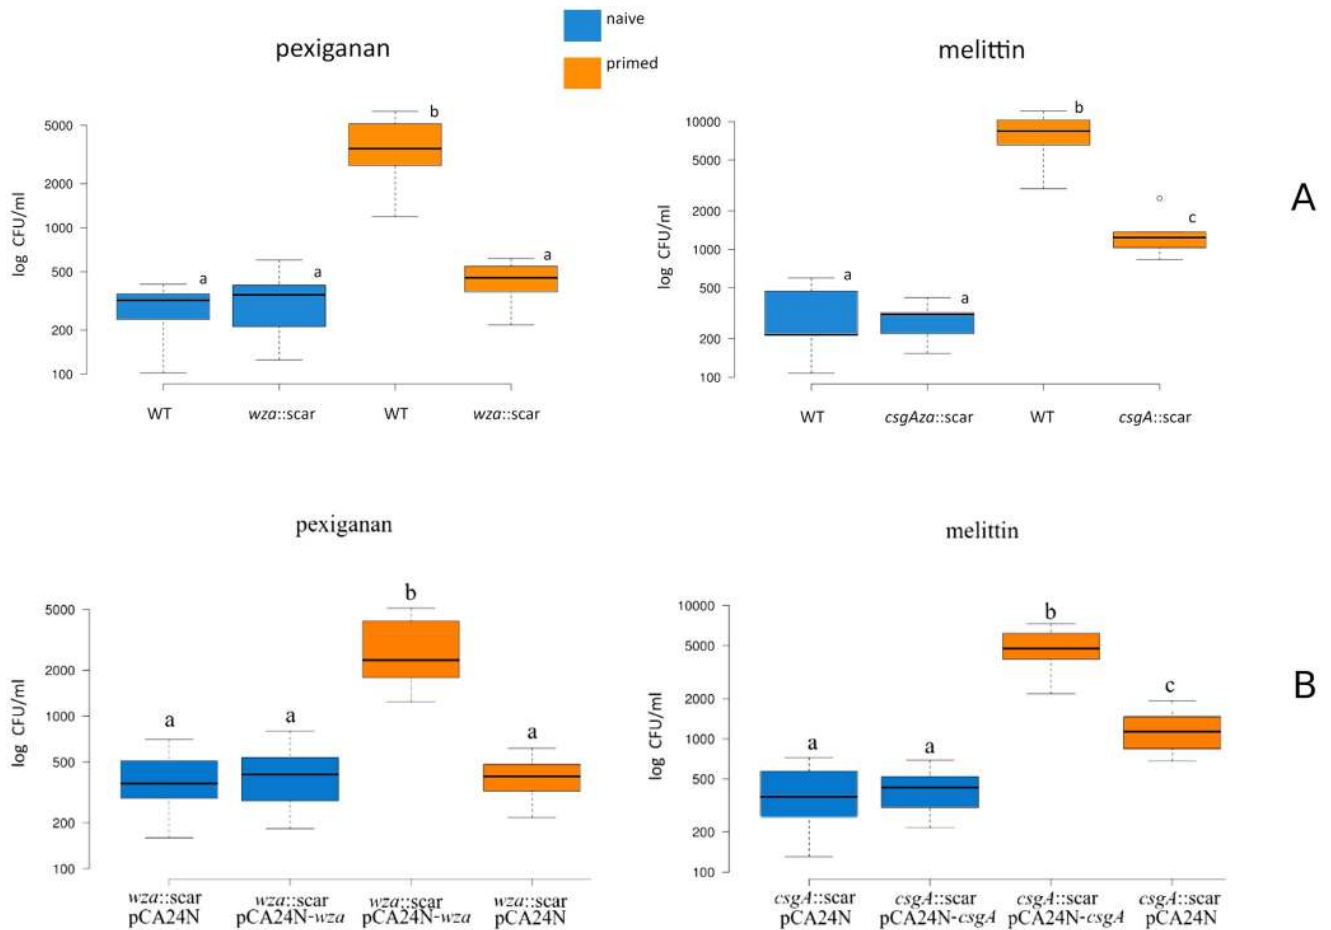 naive
primed
pexiganan
melittin
log CFU/ml
5000
2000
1000
500
200
100
a
a
b
a
WT
wza::scar
WT
wza::scar
log CFU/ml
10000
5000
2000
1000
500
200
100
a
a
b
c
WT
csgAza::scar
WT
csgA::scar
A
pexiganan
melittin
log CFU/ml
5000
2000
1000
500
200
100
a
a
b
a
wza::scar
pCA24N
wza::scar
pCA24N-wza
wza::scar
pCA24N-wza
wza::scar
pCA24N
log CFU/ml
10000
5000
2000
1000
500
200
100
a
a
b
c
csgA::scar
pCA24N
csgA::scar
pCA24N-csgA
csgA::scar
pCA24N-csgA
csgA::scar
pCA24N
B